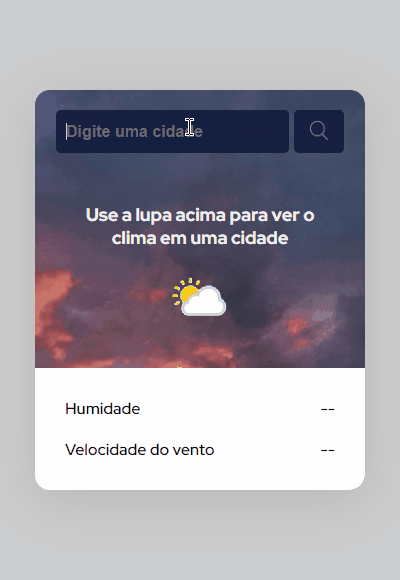 Digite uma cidade
Use a lupa acima para ver o
clima em uma cidade
Humidade --
Velocidade do vento --